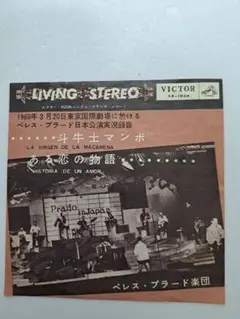 LIVING STEREO
VICTOR
1960年3月20日東京国際劇場に於ける
ペレス・プラード日本公演実況録音
闘牛士マンボ
LA VIRGEN DE LA MACARENA
ある恋の物語
HISTORIA DE UN AMOR
Prado
in Japan
ペレス・プラード楽団